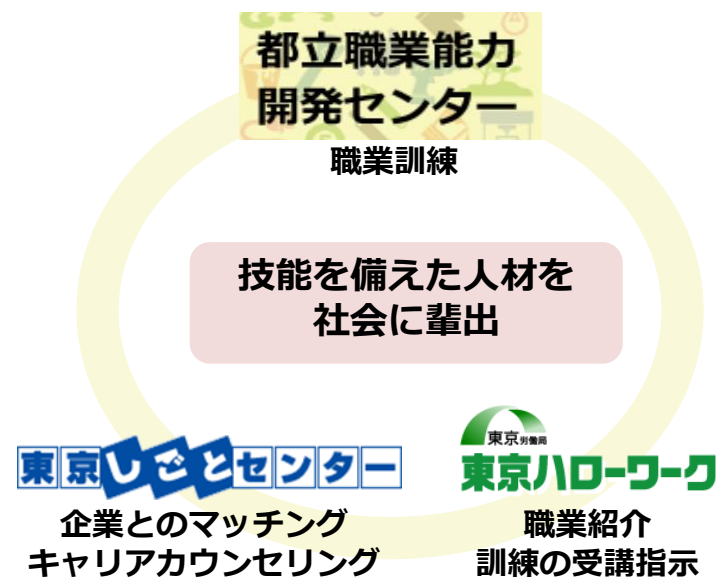 都立職業能力
開発センター
職業訓練
技能を備えた人材を
社会に輩出
東京しごとセンター
企業とのマッチング
キャリアカウンセリング
東京労働局
東京ハローワーク
職業紹介
訓練の受講指示